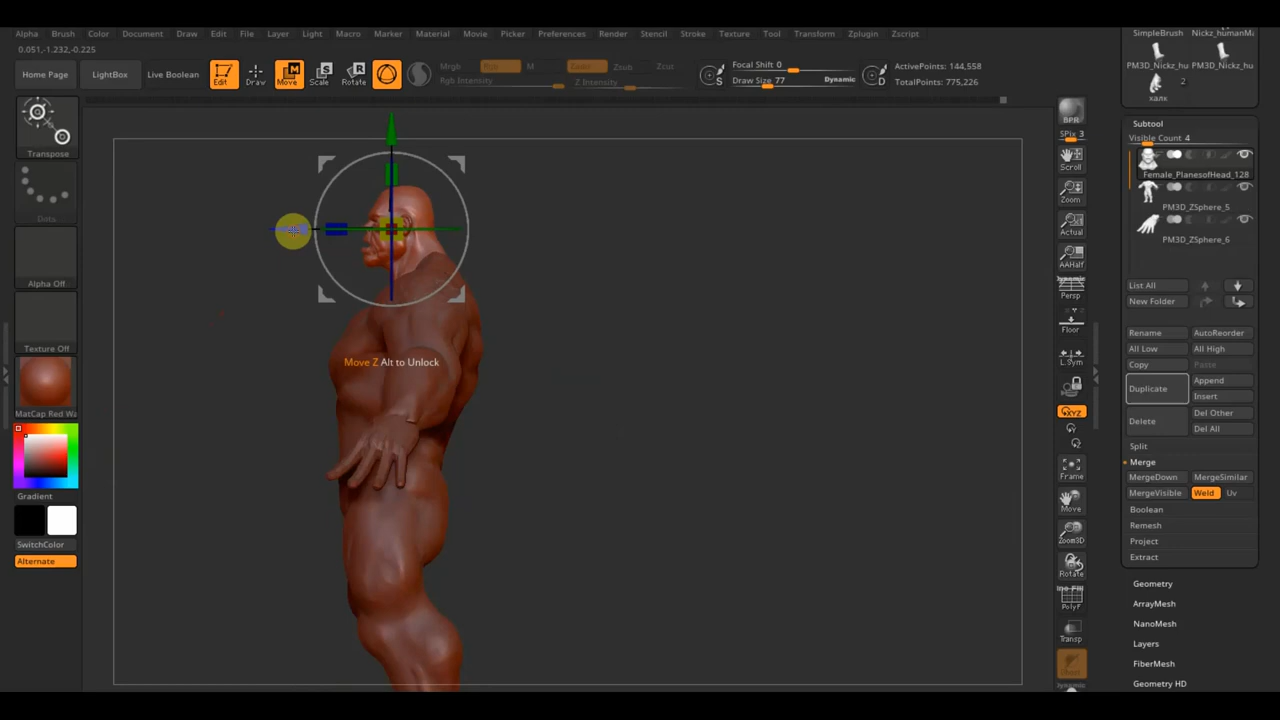 Alpha Brush Color Document Draw Edit File Layer Light Macro Marker Material Movie Picker Preferences Render Stencil Stroke Texture Tool Transform Zplugin Zscript
0.051,-1.232,-0.225
Home Page LightBox Live Boolean Edit Draw Move Scale Rotate
Mrgb Rgb M Zsub Zcut
Rgb Intensity Z Intensity
S Focal Shift 0
Draw Size 77 Dynamic D
ActivePoints: 144,558
TotalPoints: 775,226
SimpleBrush Nickz_humanMa
PM3D_Nickz_hu PM3D_Nickz_hu
2
халк
Transpose
Dots
Alpha Off
Texture Off
MatCap Red Wa
Gradient
SwitchColor
Alternate
Move Z Alt to Unlock
BPR
SPix 3
Scroll
Zoom
Actual
AAHalf
Persp
Floor
L.Sym
XYZ
Y
Z
Frame
Move
Zoom3D
Rotate
PolyF
Transp
Dynamic
Subtool
Visible Count 4
Female_PlanesofHead_128
PM3D_ZSphere_5
PM3D_ZSphere_6
List All
New Folder
Rename AutoReorder
All Low All High
Copy Paste
Duplicate Append
Insert
Delete Del Other
Del All
Split
Merge
MergeDown MergeSimilar
MergeVisible Weld Uv
Boolean
Remesh
Project
Extract
Geometry
ArrayMesh
NanoMesh
Layers
FiberMesh
Geometry HD